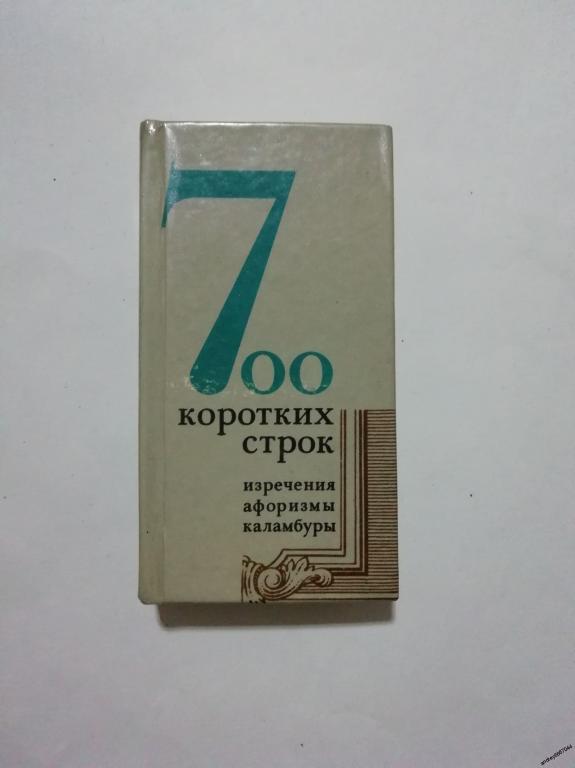 700
коротких
строк
изречения
афоризмы
каламбуры